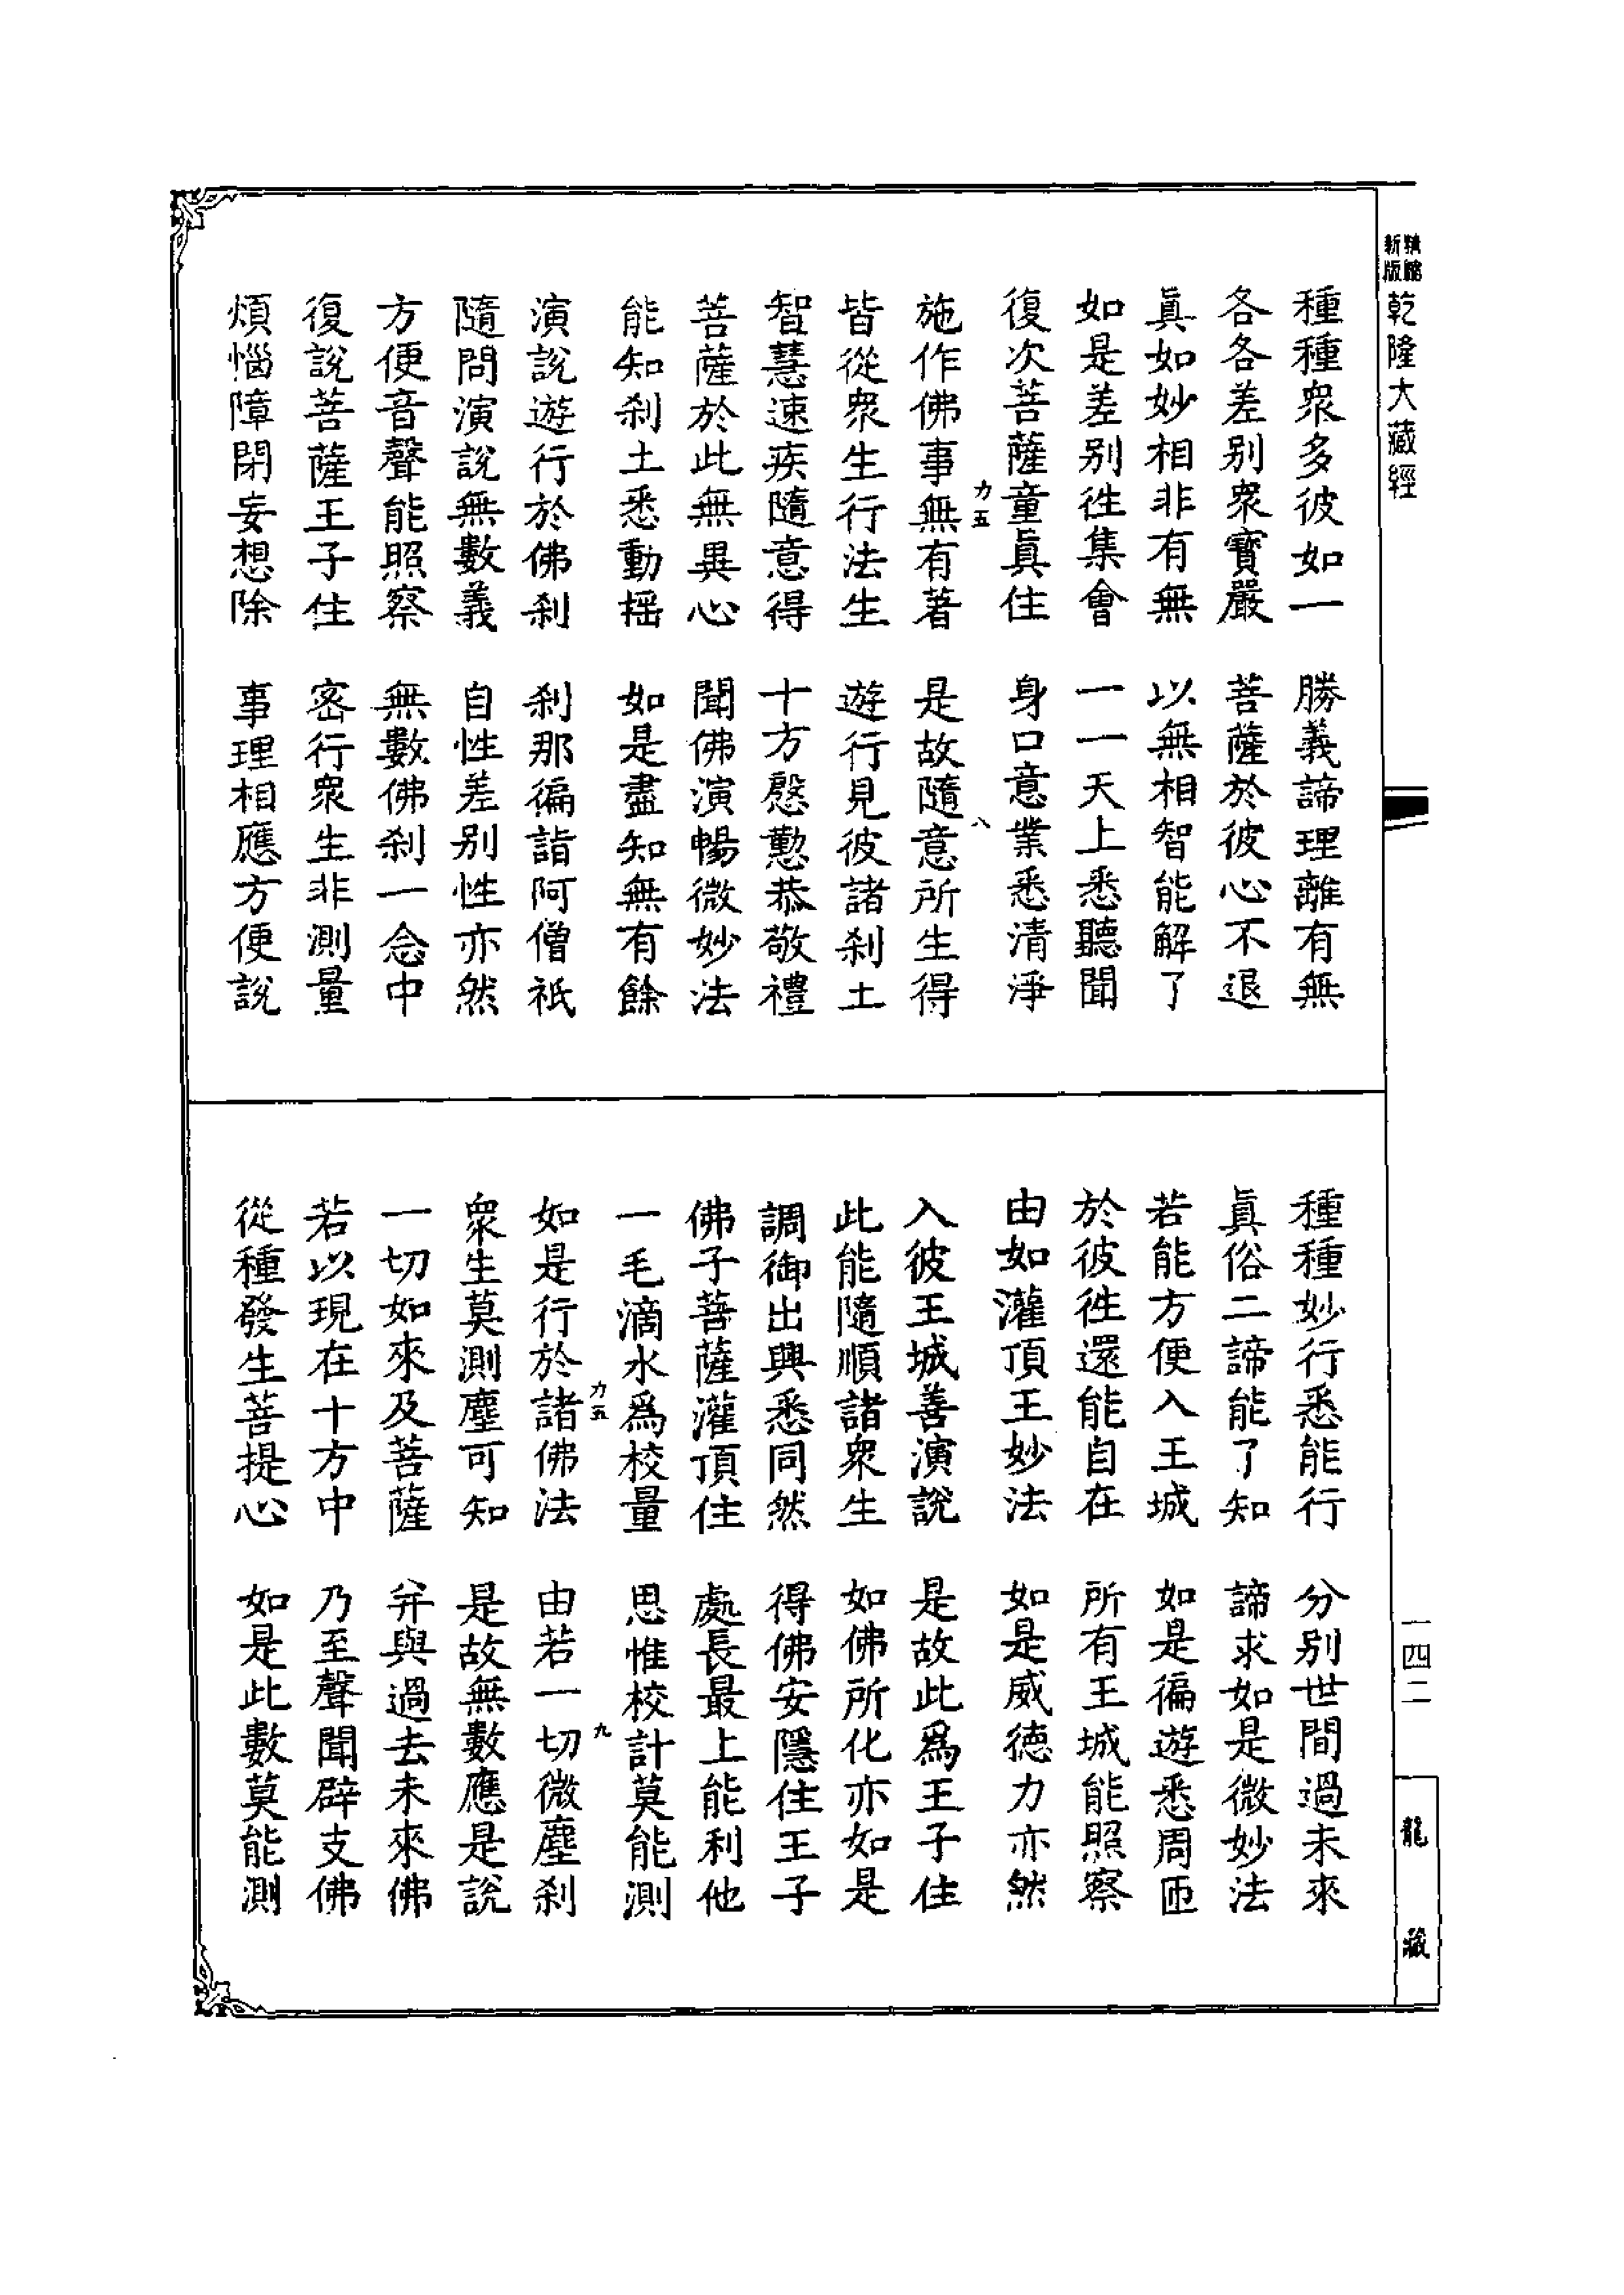 精縮
新版
乾隆大藏經
種種衆多彼如一　勝義諦理離有無
各各差别衆寶嚴　菩薩於彼心不退
真如妙相非有無　以無相智能解了
如是差别徃集會　一一天上悉聽聞
復次菩薩童真住　身口意業悉清淨
力五
八
施作佛事無有著　是故隨意所生得
皆從衆生行法生　遊行見彼諸刹土
智慧速疾隨意得　十方慇懃恭敬禮
菩薩於此無異心　聞佛演暢微妙法
能知刹土悉動摇　如是盡知無有餘
演說遊行於佛刹　刹那徧詣阿僧祇
隨問演說無數義　自性差别性亦然
方便音聲能照察　無數佛刹一念中
復說菩薩王子住　密行衆生非測量
煩惱障閉妄想除　事理相應方便說
種種妙行悉能行　分别世間過未來
真俗二諦能了知　諦求如是微妙法
若能方便入王城　如是徧遊悉周匝
於彼徃還能自在　所有王城能照察
由如灌頂王妙法　如是威德力亦然
入彼王城善演說　是故此爲王子住
此能隨順諸衆生　如佛所化亦如是
調御出興悉同然　得佛安隱住王子
佛子菩薩灌頂住　處長最上能利他
一毛滴水爲校量　思惟校計莫能測
力五
九
如是行於諸佛法　由若一切微塵刹
衆生莫測塵可知　是故無數應是說
一切如來及菩薩　并與過去未來佛
若以現在十方中　乃至聲聞辟支佛
從種發生菩提心　如是此數莫能測
一四二
龍藏